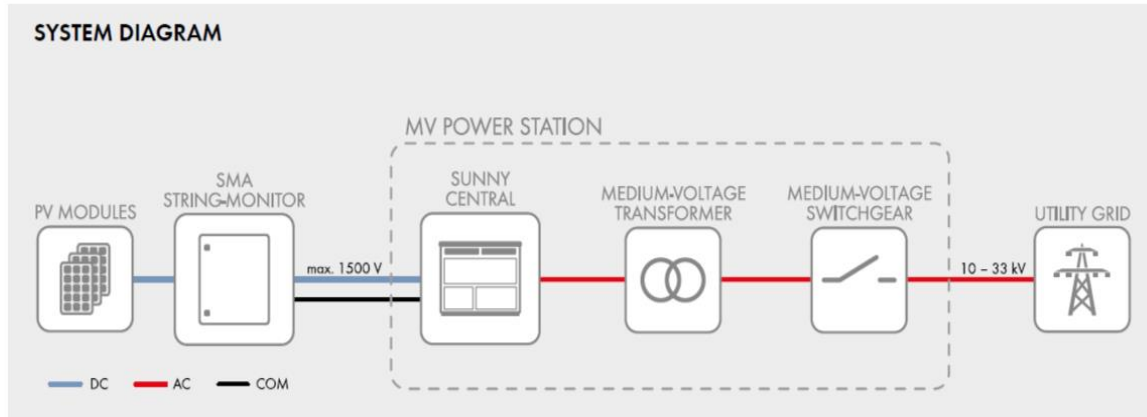 SYSTEM DIAGRAM
MV POWER STATION
PV MODULES
SMA
STRING-MONITOR
max. 1500 V
SUNNY
CENTRAL
MEDIUM-VOLTAGE
TRANSFORMER
MEDIUM-VOLTAGE
SWITCHGEAR
10 – 33 kV
UTILITY GRID
DC
AC
COM